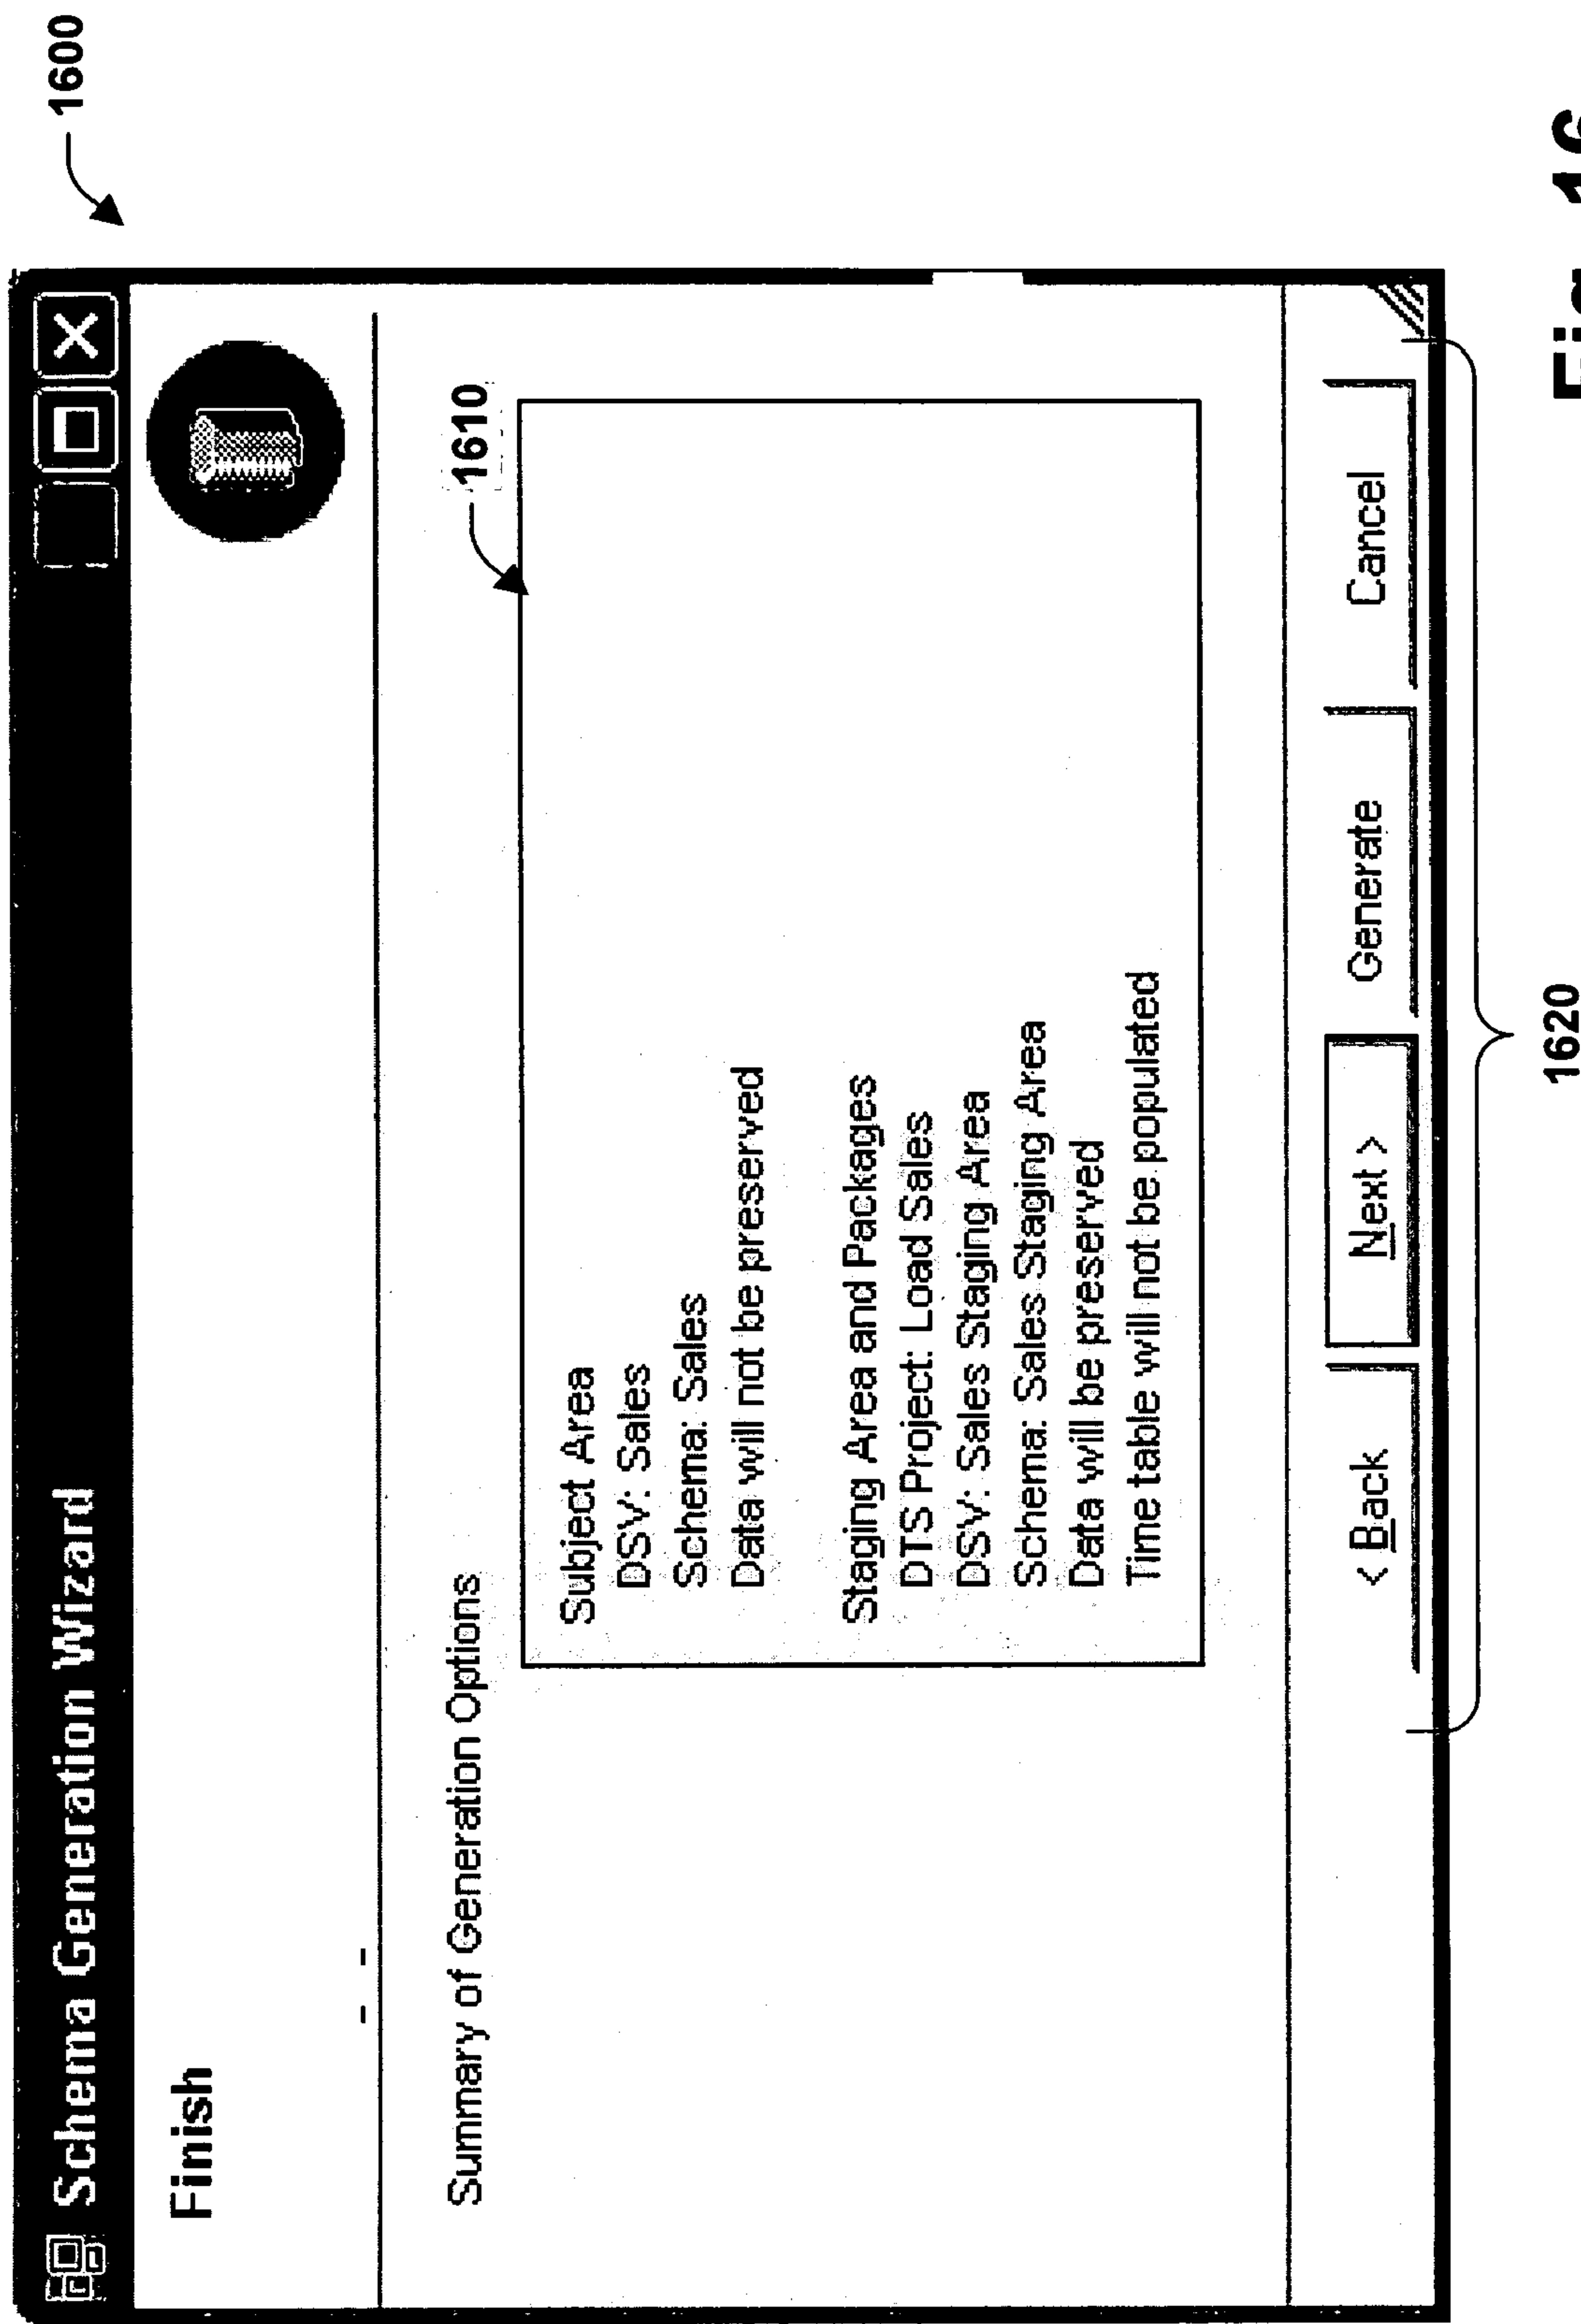 1600
Schema Generation Wizard
Finish
Summary of Generation Options
1610
Subject Area
DSV: Sales
Schema: Sales
Data will not be preserved
Staging Area and Packages
DTS Project: Load Sales
DSV: Sales Staging Area
Schema: Sales Staging Area
Data will be preserved
Time table will not be populated
< Back
Next >
Generate
Cancel
1620
Fig. 16